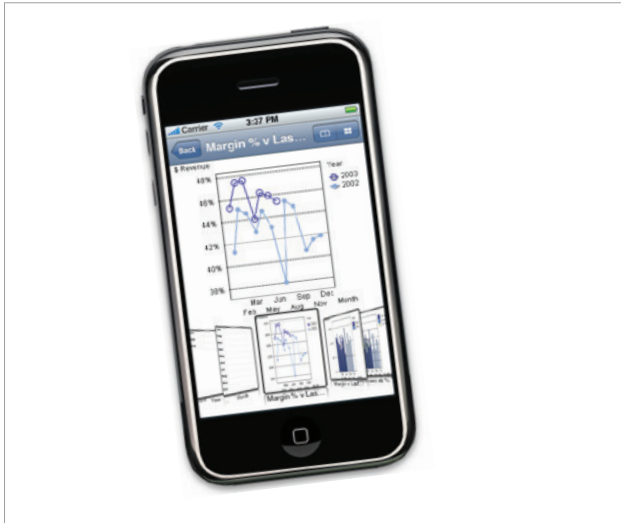 Carrier 3:37 PM
Back Margin % v Las...
$ Revenue
Year
2003
2002
48%
46%
44%
42%
40%
38%
Mar Jun Sep Dec
Feb May Aug Nov Month
Margin % v Las...